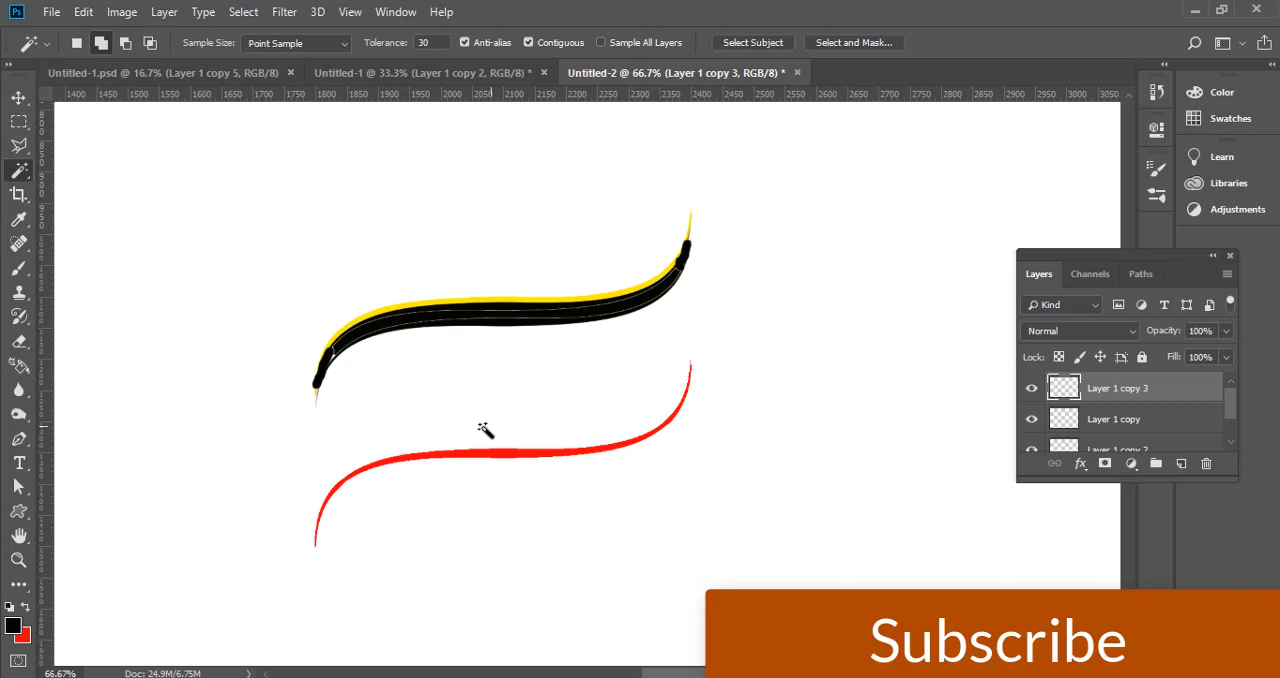 Ps File Edit Image Layer Type Select Filter 3D View Window Help
Sample Size: Point Sample Tolerance: 30 Anti-alias Contiguous Sample All Layers Select Subject Select and Mask...
Untitled-1.psd @ 16.7% (Layer 1 copy 5, RGB/8) × Untitled-1 @ 33.3% (Layer 1 copy 2, RGB/8) * × Untitled-2 @ 66.7% (Layer 1 copy 3, RGB/8) * ×
1400 1450 1500 1550 1600 1650 1700 1750 1800 1850 1900 1950 2000 2050 2100 2150 2200 2250 2300 2350 2400 2450 2500 2550 2600 2650 2700 2750 2800 2850 2900 2950 3000 3050
Color
Swatches
Learn
Libraries
Adjustments
Layers Channels Paths
Kind
Normal Opacity: 100%
Lock: Fill: 100%
Layer 1 copy 3
Layer 1 copy
Layer 1 copy 2
fx
Subscribe
66.67% Doc: 24.9M/6.75M